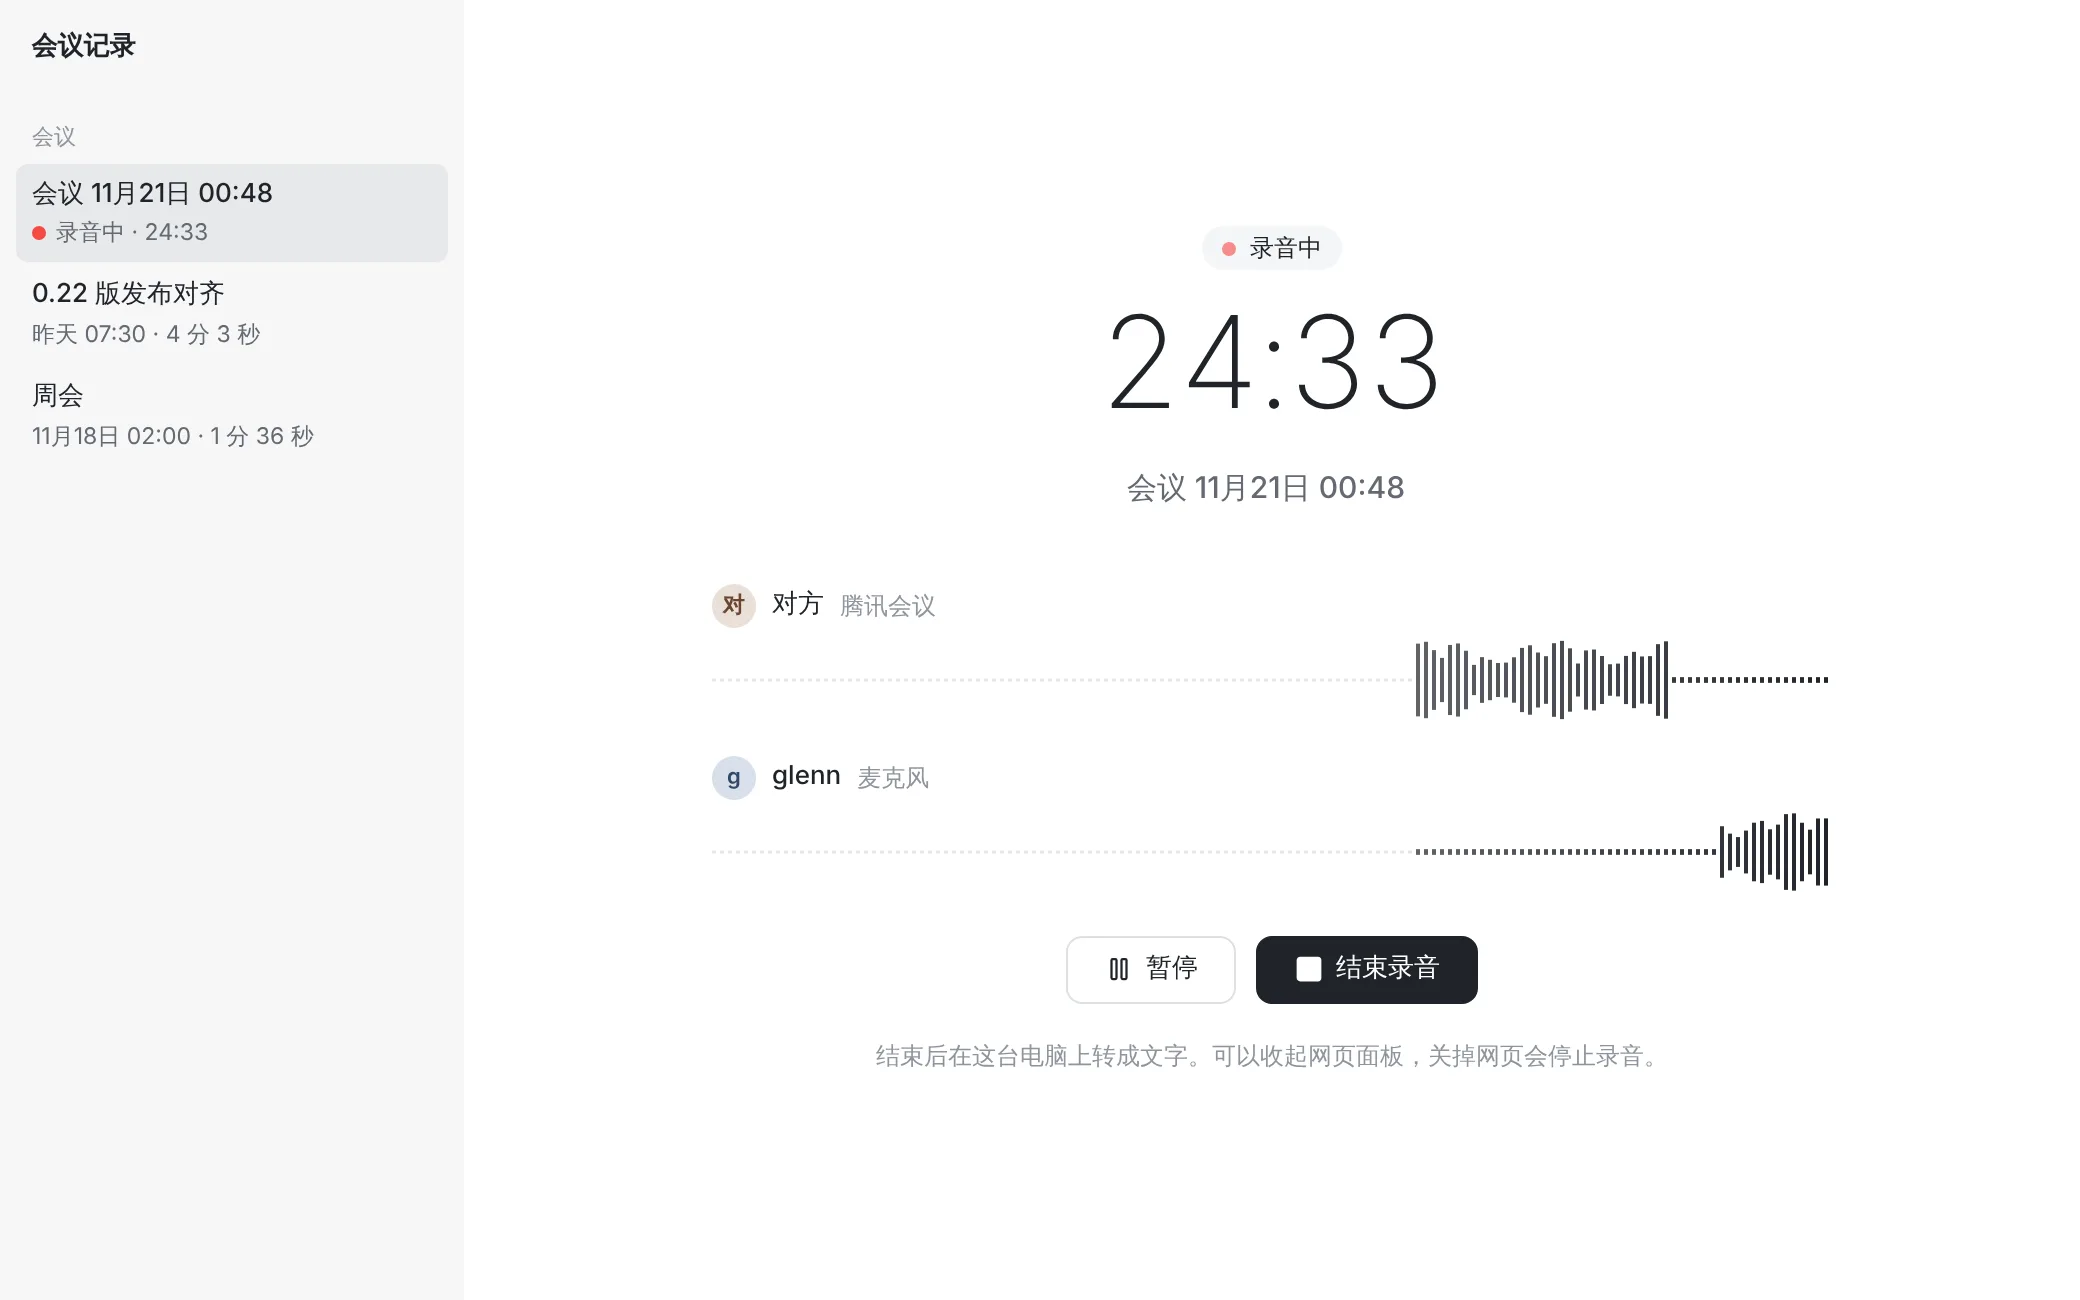 会议记录
会议
会议 11月21日 00:48
录音中 · 24:33
0.22 版发布对齐
昨天 07:30 · 4 分 3 秒
周会
11月18日 02:00 · 1 分 36 秒
录音中
24:33
会议 11月21日 00:48
对 对方 腾讯会议
g glenn 麦克风
暂停 结束录音
结束后在这台电脑上转成文字。可以收起网页面板，关掉网页会停止录音。